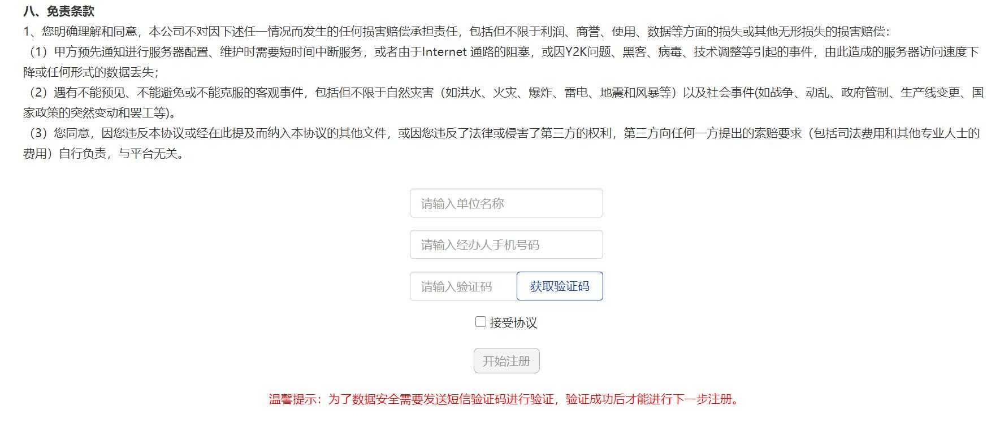 八、免责条款
1、您明确理解和同意，本公司不对因下述任一情况而发生的任何损害赔偿承担责任，包括但不限于利润、商誉、使用、数据等方面的损失或其他无形损失的损害赔偿：
（1）甲方预先通知进行服务器配置、维护时需要短时间中断服务，或者由于Internet 通路的阻塞，或因Y2K问题、黑客、病毒、技术调整等引起的事件，由此造成的服务器访问速度下
降或任何形式的数据丢失；
（2）遇有不能预见、不能避免或不能克服的客观事件，包括但不限于自然灾害（如洪水、火灾、爆炸、雷电、地震和风暴等）以及社会事件(如战争、动乱、政府管制、生产线变更、国
家政策的突然变动和罢工等)。
（3）您同意，因您违反本协议或经在此提及而纳入本协议的其他文件，或因您违反了法律或侵害了第三方的权利，第三方向任何一方提出的索赔要求（包括司法费用和其他专业人士的
费用）自行负责，与平台无关。
请输入单位名称
请输入经办人手机号码
请输入验证码 获取验证码
接受协议
开始注册
温馨提示：为了数据安全需要发送短信验证码进行验证，验证成功后才能进行下一步注册。